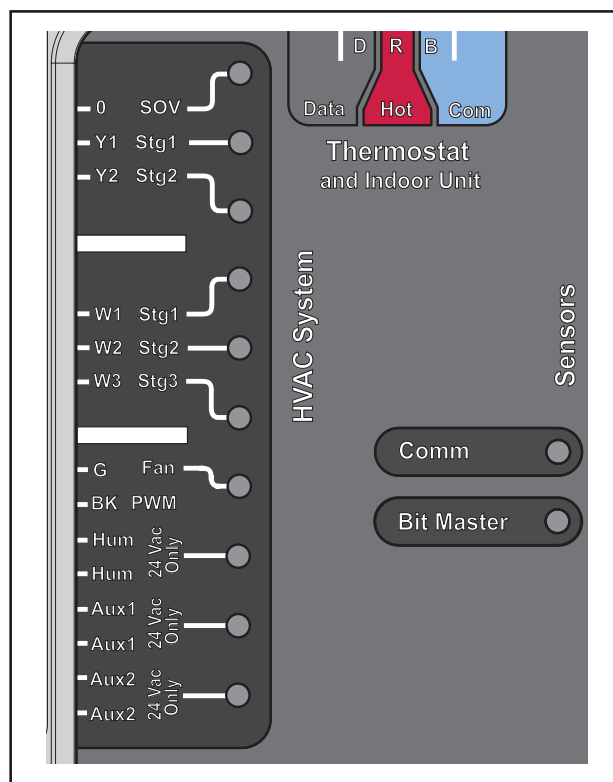 D R B
Data Hot Com
Thermostat
and Indoor Unit
0 SOV
Y1 Stg1
Y2 Stg2
W1 Stg1
W2 Stg2
W3 Stg3
G Fan
BK PWM
Hum
Hum
24 Vac
Only
Aux1
Aux1
24 Vac
Only
Aux2
Aux2
24 Vac
Only
HVAC System
Sensors
Comm
Bit Master